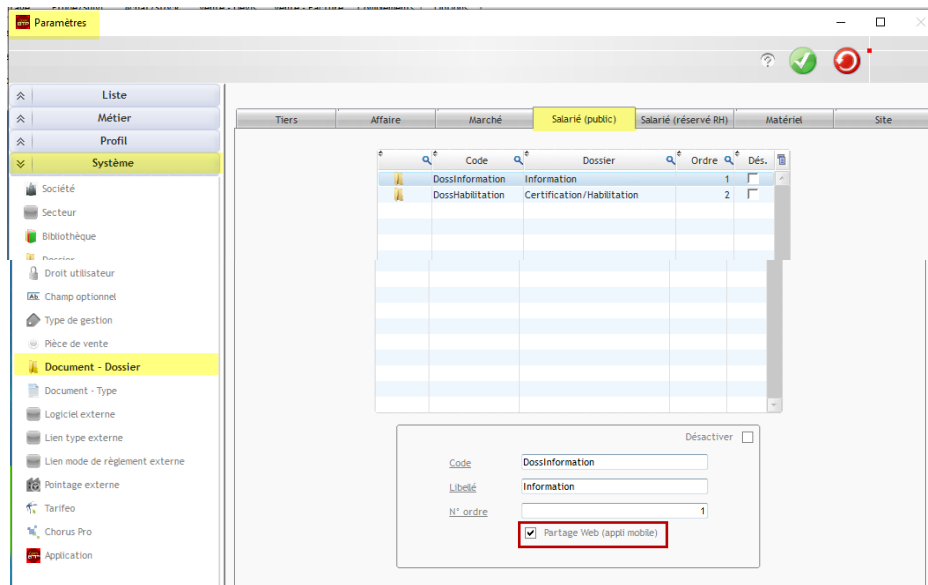 Paramètres
Liste
Métier
Profil
Système
Société
Secteur
Bibliothèque
Dossier
Droit utilisateur
Champ optionnel
Type de gestion
Pièce de vente
Document - Dossier
Document - Type
Logiciel externe
Lien type externe
Lien mode de règlement externe
Pointage externe
Tarifeo
Chorus Pro
Application
Tiers Affaire Marché Salarié (public) Salarié (réservé RH) Matériel Site
Code Dossier Ordre Dés.
DossInformation Information 1
DossHabilitation Certification/Habilitation 2
Désactiver
Code DossInformation
Libellé Information
N° ordre 1
Partage Web (appli mobile)